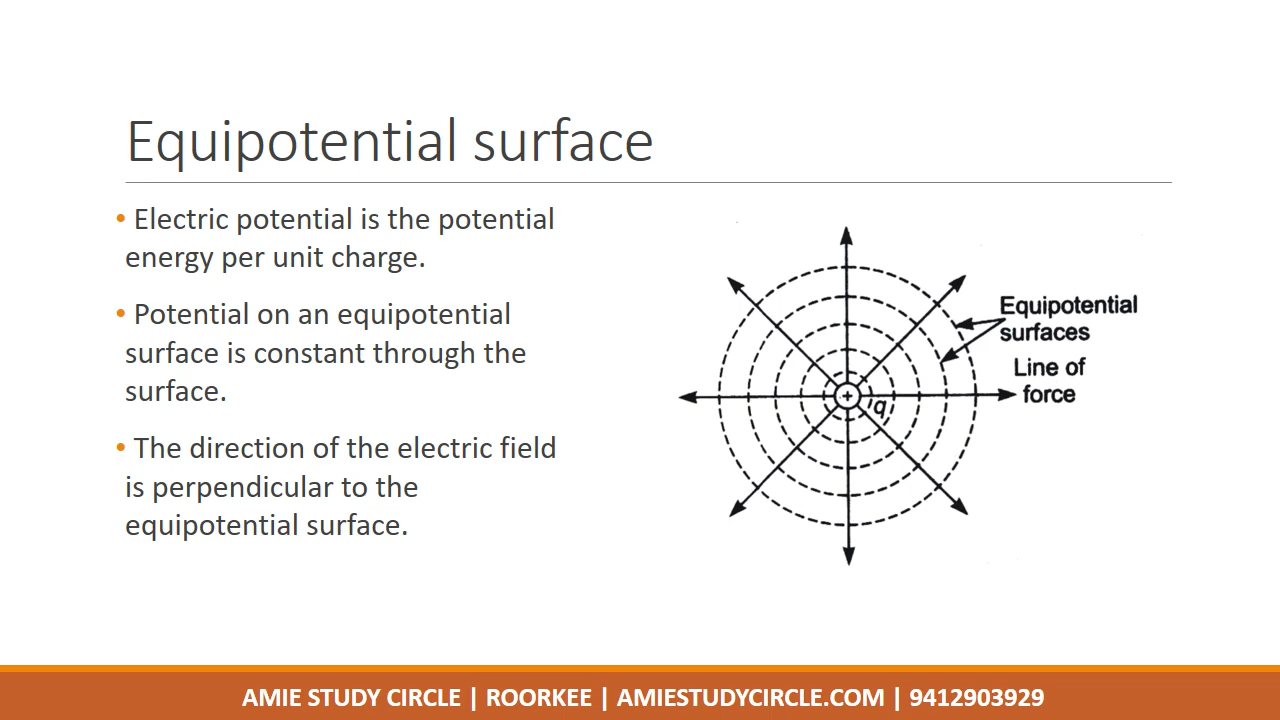 Equipotential surface
• Electric potential is the potential
energy per unit charge.
• Potential on an equipotential
surface is constant through the
surface.
• The direction of the electric field
is perpendicular to the
equipotential surface.
Equipotential
surfaces
Line of
force
+
q
AMIE STUDY CIRCLE | ROORKEE | AMIESTUDYCIRCLE.COM | 9412903929